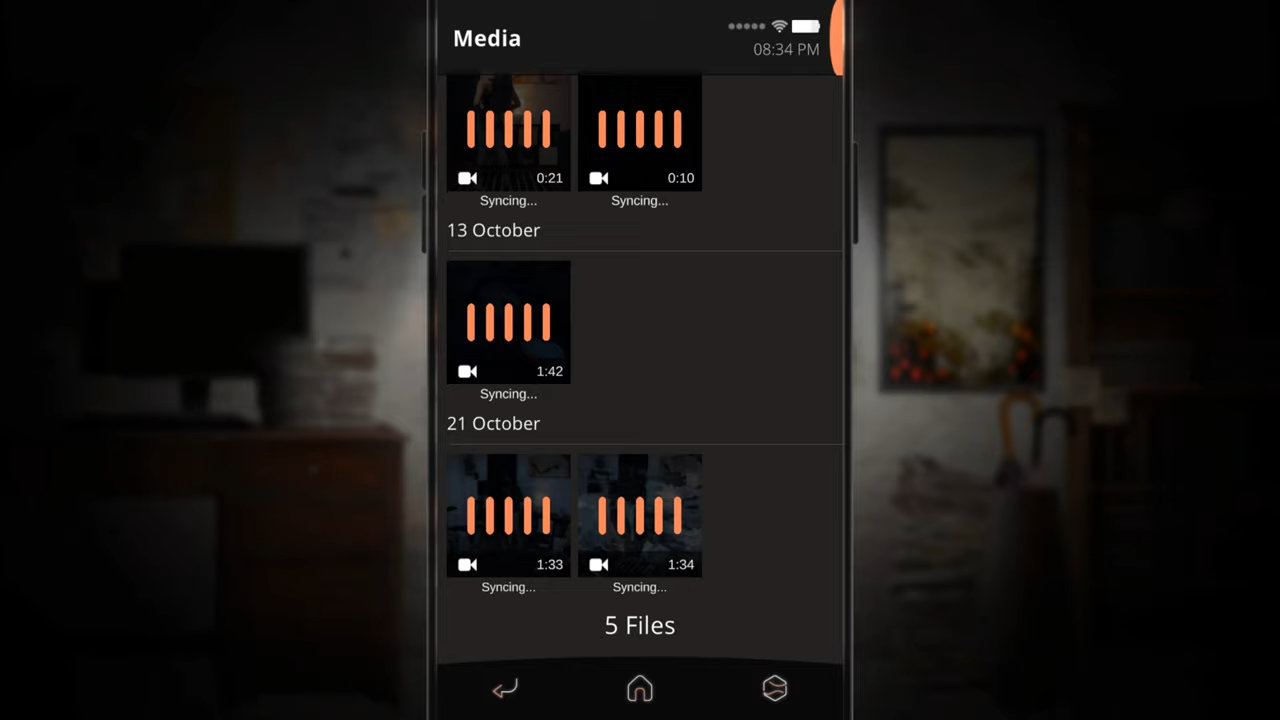 Media
08:34 PM
0:21
0:10
Syncing...
Syncing...
13 October
1:42
Syncing...
21 October
1:33
1:34
Syncing...
Syncing...
5 Files